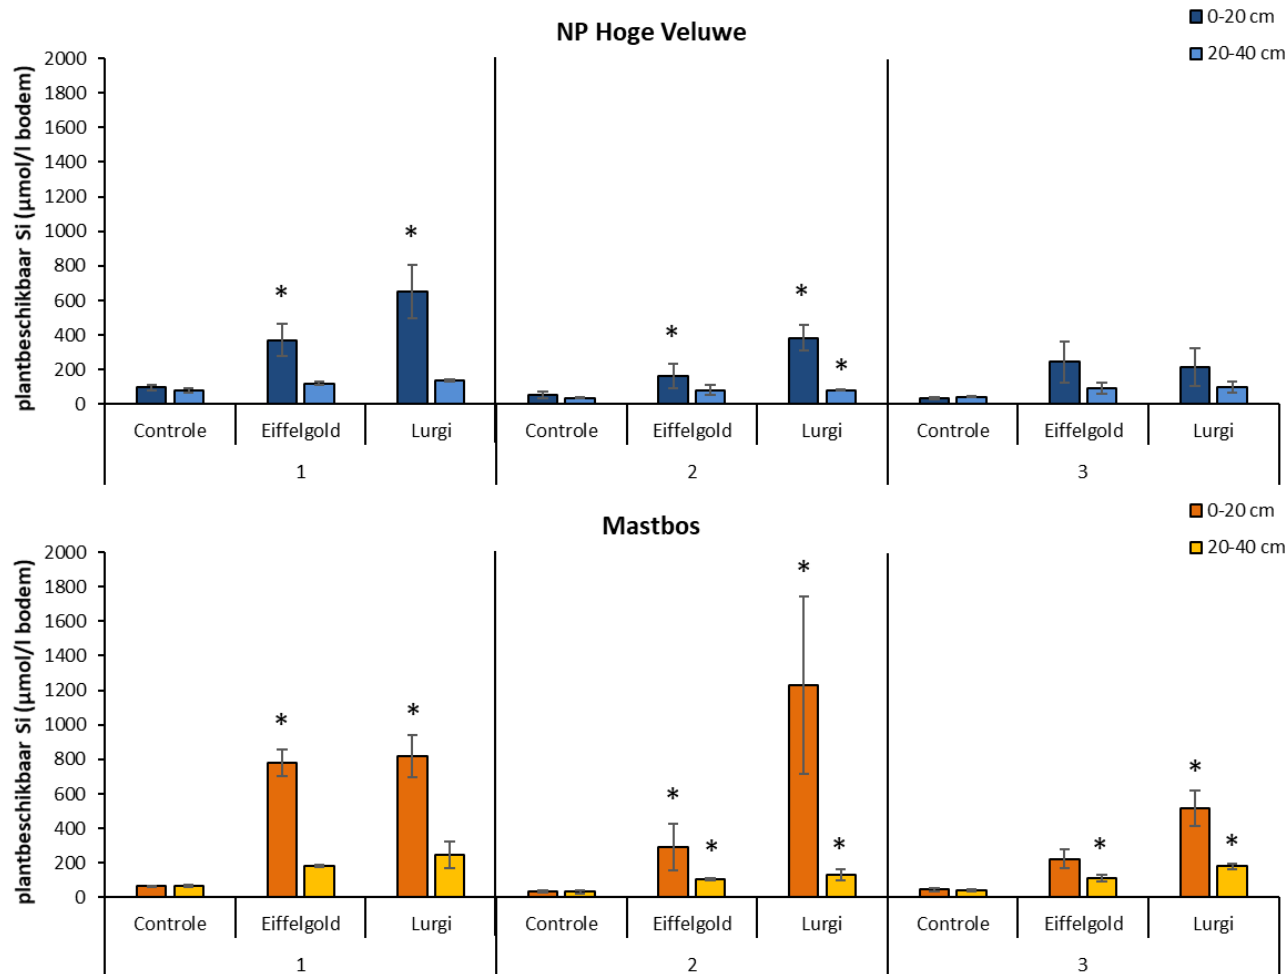 NP Hoge Veluwe
0-20 cm
20-40 cm
plantbeschikbaar Si (µmol/l bodem)
2000
1800
1600
1400
1200
1000
800
600
400
200
0
* * * * *
Controle Eiffelgold Lurgi Controle Eiffelgold Lurgi Controle Eiffelgold Lurgi
1 2 3
Mastbos
0-20 cm
20-40 cm
plantbeschikbaar Si (µmol/l bodem)
2000
1800
1600
1400
1200
1000
800
600
400
200
0
* * * * * * * * *
Controle Eiffelgold Lurgi Controle Eiffelgold Lurgi Controle Eiffelgold Lurgi
1 2 3